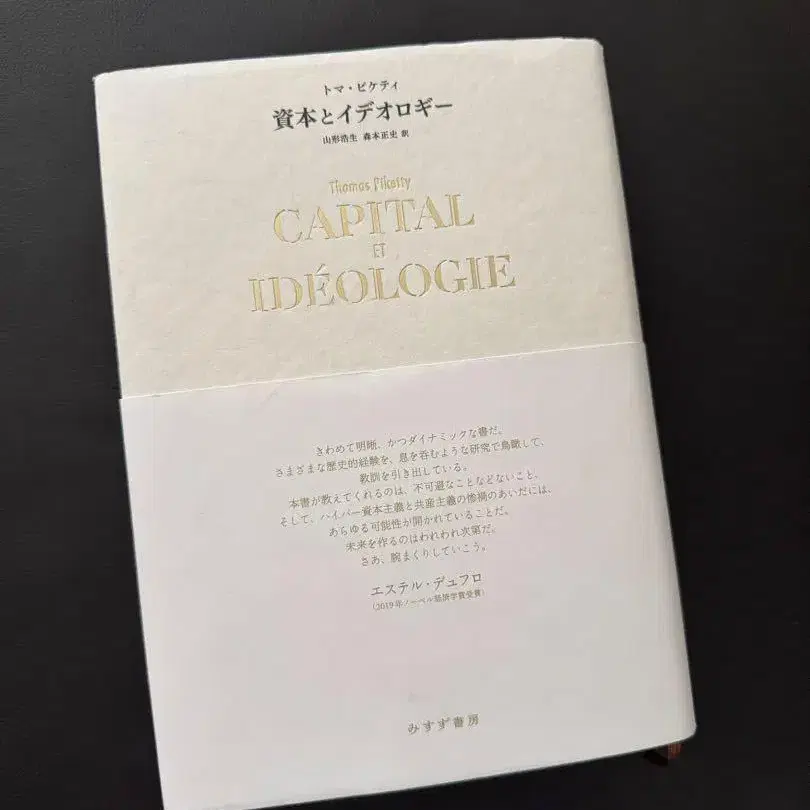 トマ・ピケティ
資本とイデオロギー
山形浩生 森本正史 訳
Thomas Piketty
CAPITAL
ET
IDÉOLOGIE
きわめて明晰、かつダイナミックな書だ。
さまざまな歴史的経験を、息を呑むような研究で鳥瞰して、
教訓を引き出している。
本書が教えてくれるのは、不可避なことなどないこと、
そして、ハイパー資本主義と共産主義の惨禍のあいだには、
あらゆる可能性が開かれていることだ。
未来を作るのはわれわれ次第だ。
さあ、腕まくりしていこう。
エステル・デュフロ
(2019年ノーベル経済学賞受賞)
みすず書房